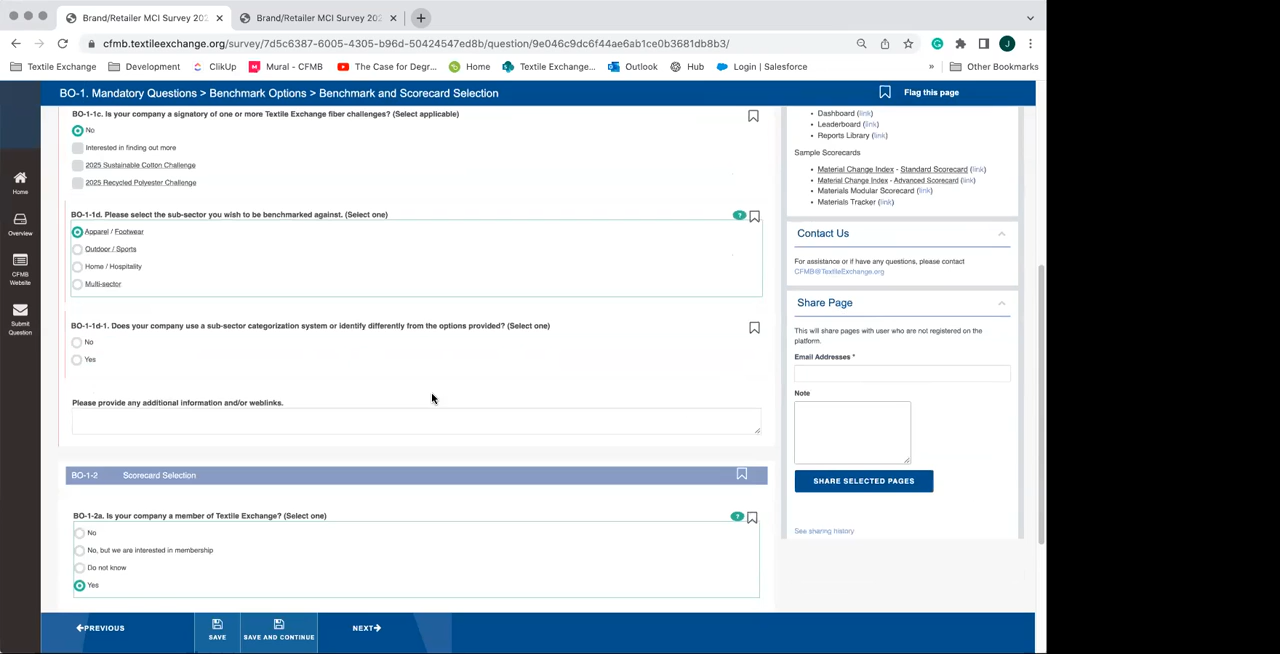 Brand/Retailer MCI Survey 202
Brand/Retailer MCI Survey 202
cfmb.textileexchange.org/survey/7d5c6387-6005-4305-b96d-50424547ed8b/question/9e046c9dc6f44ae6ab1ce0b3681db8b3/
J
Textile Exchange
Development
ClikUp
Mural - CFMB
The Case for Degr...
Home
Textile Exchange...
Outlook
Hub
Login | Salesforce
»
Other Bookmarks
BO-1. Mandatory Questions > Benchmark Options > Benchmark and Scorecard Selection
Flag this page
Home
Overview
CFMB Website
Submit Question
BO-1-1c. Is your company a signatory of one or more Textile Exchange fiber challenges? (Select applicable)
No
Interested in finding out more
2025 Sustainable Cotton Challenge
2025 Recycled Polyester Challenge
BO-1-1d. Please select the sub-sector you wish to be benchmarked against. (Select one)
?
Apparel / Footwear
Outdoor / Sports
Home / Hospitality
Multi-sector
BO-1-1d-1. Does your company use a sub-sector categorization system or identify differently from the options provided? (Select one)
No
Yes
Please provide any additional information and/or weblinks.
BO-1-2 Scorecard Selection
BO-1-2a. Is your company a member of Textile Exchange? (Select one)
?
No
No, but we are interested in membership
Do not know
Yes
Dashboard (link)
Leaderboard (link)
Reports Library (link)
Sample Scorecards
Material Change Index - Standard Scorecard (link)
Material Change Index - Advanced Scorecard (link)
Materials Modular Scorecard (link)
Materials Tracker (link)
Contact Us
For assistance or if have any questions, please contact
CFMB@TextileExchange.org
Share Page
This will share pages with user who are not registered on the
platform.
Email Addresses *
Note
SHARE SELECTED PAGES
See sharing history
PREVIOUS
SAVE
SAVE AND CONTINUE
NEXT